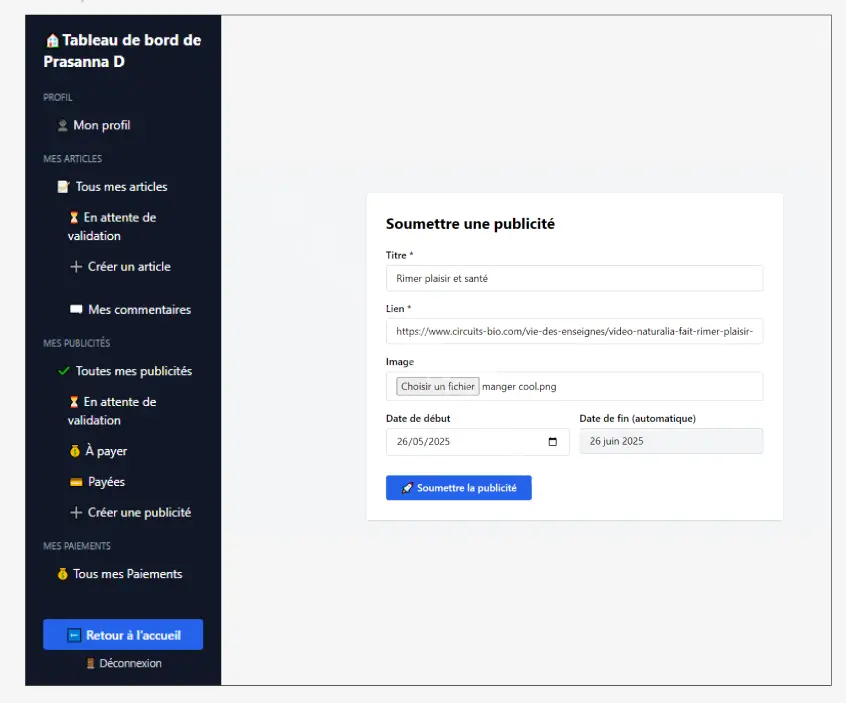 Tableau de bord de
Prasanna D
PROFIL
Mon profil
MES ARTICLES
Tous mes articles
En attente de
validation
Créer un article
Mes commentaires
MES PUBLICITÉS
Toutes mes publicités
En attente de
validation
À payer
Payées
Créer une publicité
MES PAIEMENTS
Tous mes Paiements
Retour à l'accueil
Déconnexion
Soumettre une publicité
Titre *
Rimer plaisir et santé
Lien *
https://www.circuits-bio.com/vie-des-enseignes/video-naturalia-fait-rimer-plaisir-
Image
Choisir un fichier manger cool.png
Date de début
Date de fin (automatique)
26/05/2025
26 juin 2025
Soumettre la publicité